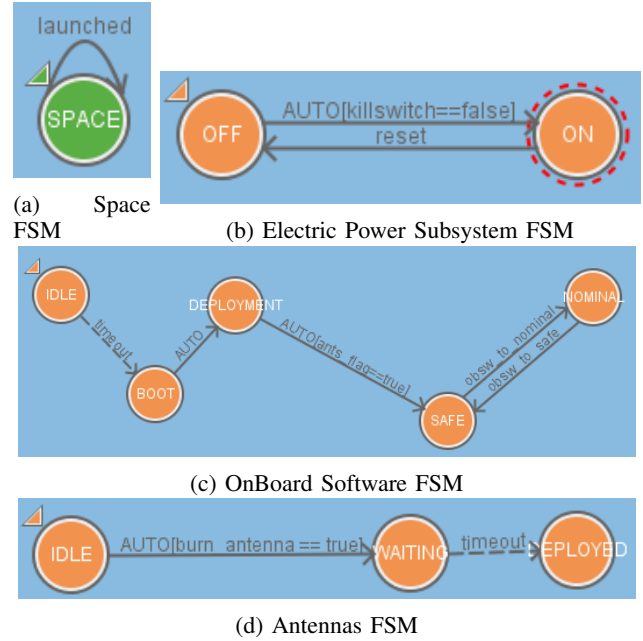 launched
SPACE
(a) Space
FSM
OFF
AUTO[killswitch==false]
reset
ON
(b) Electric Power Subsystem FSM
IDLE
timeout
BOOT
AUTO
DEPLOYMENT
AUTO[ants_flag==true]
SAFE
obsw_to_nominal
obsw_to_safe
NOMINAL
(c) OnBoard Software FSM
IDLE
AUTO[burn_antenna == true]
WAITING
timeout
DEPLOYED
(d) Antennas FSM